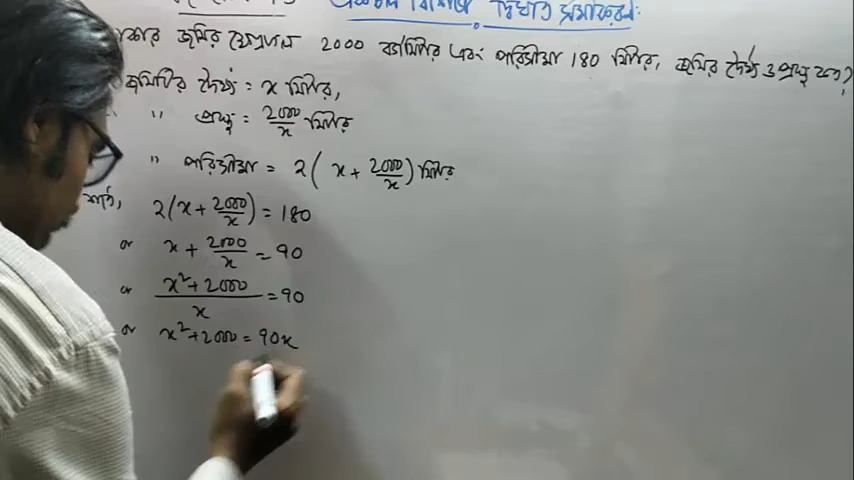 একচল বিশিষ্ট দ্বিঘাত সমীকরণ:
জমির ক্ষেত্রফল 2000 বর্গমিটার এবং পরিসীমা 180 মিটার, জমির দৈর্ঘ্য ও প্রস্থ কত?
জমিটির দৈর্ঘ্য : x মিটার,
" " প্রস্থ : 2000/x মিটার
" পরিসীমা = 2(x + 2000/x) মিটার
2(x + 2000/x) = 180
or x + 2000/x = 90
or (x² + 2000)/x = 90
or x² + 2000 = 90x